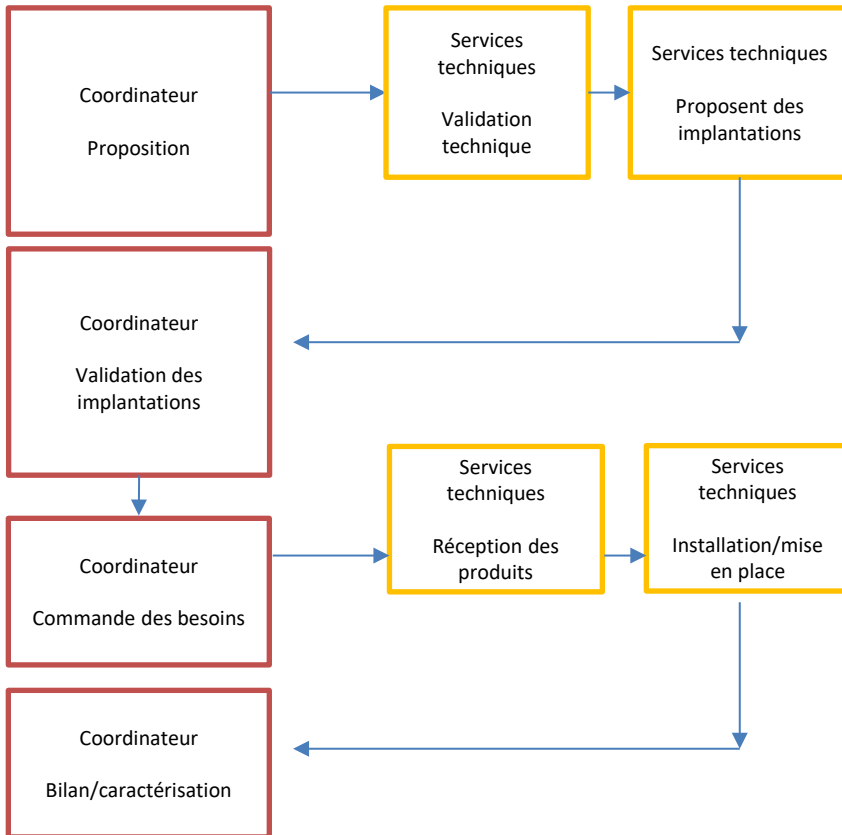 Coordinateur
Proposition
Services
techniques
Validation
technique
Services techniques
Proposent des
implantations
Coordinateur
Validation des
implantations
Coordinateur
Commande des besoins
Services
techniques
Réception des
produits
Services
techniques
Installation/mise
en place
Coordinateur
Bilan/caractérisation